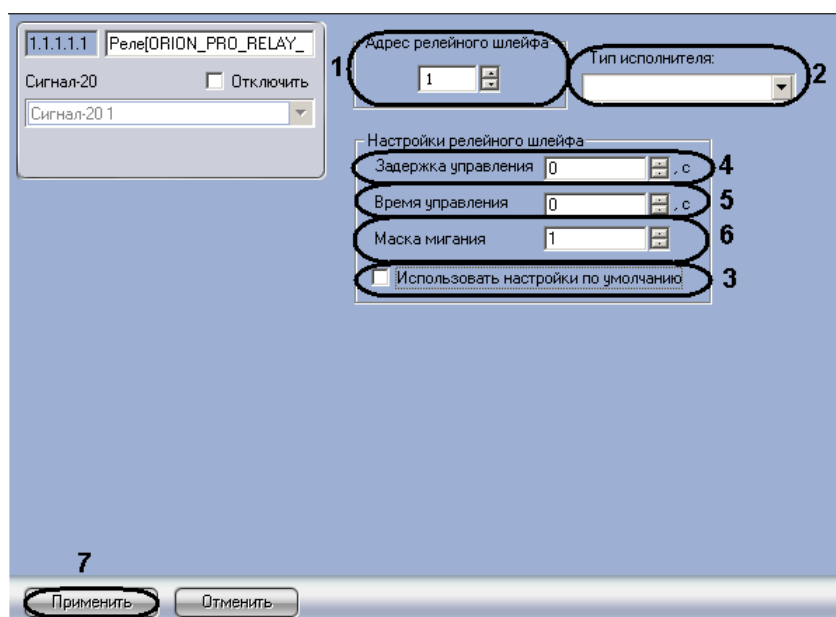 1.1.1.1.1 Реле[ORION_PRO_RELAY_
Сигнал-20 Отключить
Сигнал-20 1
1 Адрес релейного шлейфа
1
Тип исполнителя: 2
Настройки релейного шлейфа
Задержка управления 0 , с 4
Время управления 0 , с 5
Маска мигания 1 6
Использовать настройки по умолчанию 3
7
Применить Отменить